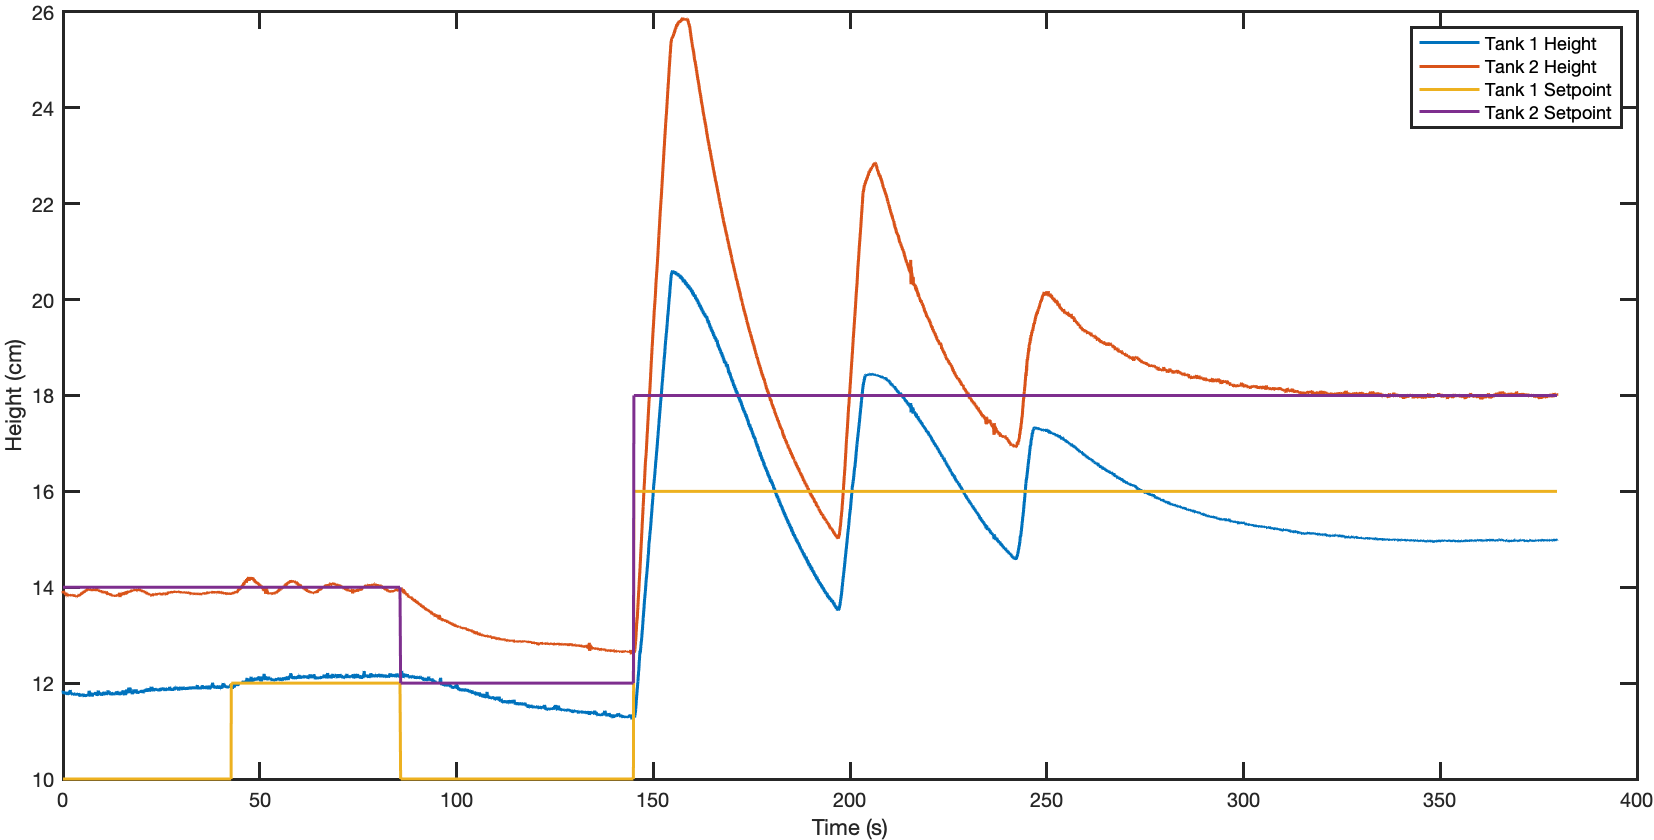 26
24
22
20
18
16
14
12
10
Height (cm)
0 50 100 150 200 250 300 350 400
Time (s)
Tank 1 Height
Tank 2 Height
Tank 1 Setpoint
Tank 2 Setpoint